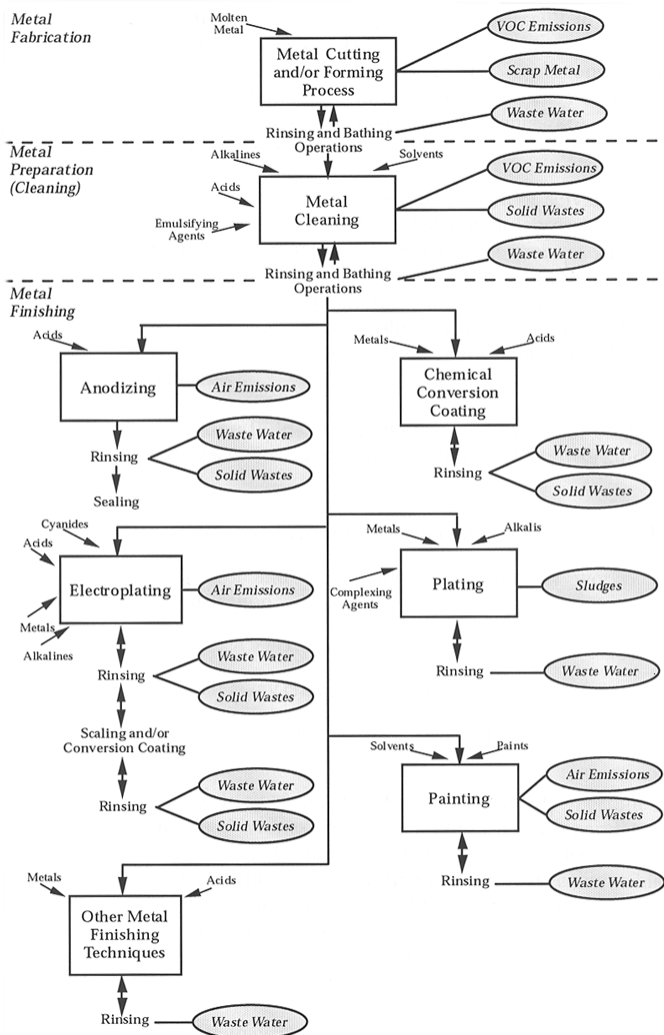 Metal
Fabrication
Molten
Metal
Metal Cutting
and/or Forming
Process
VOC Emissions
Scrap Metal
Waste Water
Rinsing and Bathing
Operations
Metal
Preparation
(Cleaning)
Alkalines
Solvents
Acids
Emulsifying
Agents
Metal
Cleaning
VOC Emissions
Solid Wastes
Waste Water
Rinsing and Bathing
Operations
Metal
Finishing
Acids
Anodizing
Air Emissions
Rinsing
Waste Water
Solid Wastes
Sealing
Metals
Acids
Chemical
Conversion
Coating
Rinsing
Waste Water
Solid Wastes
Cyanides
Acids
Electroplating
Air Emissions
Metals
Alkalines
Rinsing
Waste Water
Solid Wastes
Scaling and/or
Conversion Coating
Rinsing
Waste Water
Solid Wastes
Metals
Alkalis
Complexing
Agents
Plating
Sludges
Rinsing
Waste Water
Solvents
Paints
Painting
Air Emissions
Solid Wastes
Rinsing
Waste Water
Metals
Acids
Other Metal
Finishing
Techniques
Rinsing
Waste Water